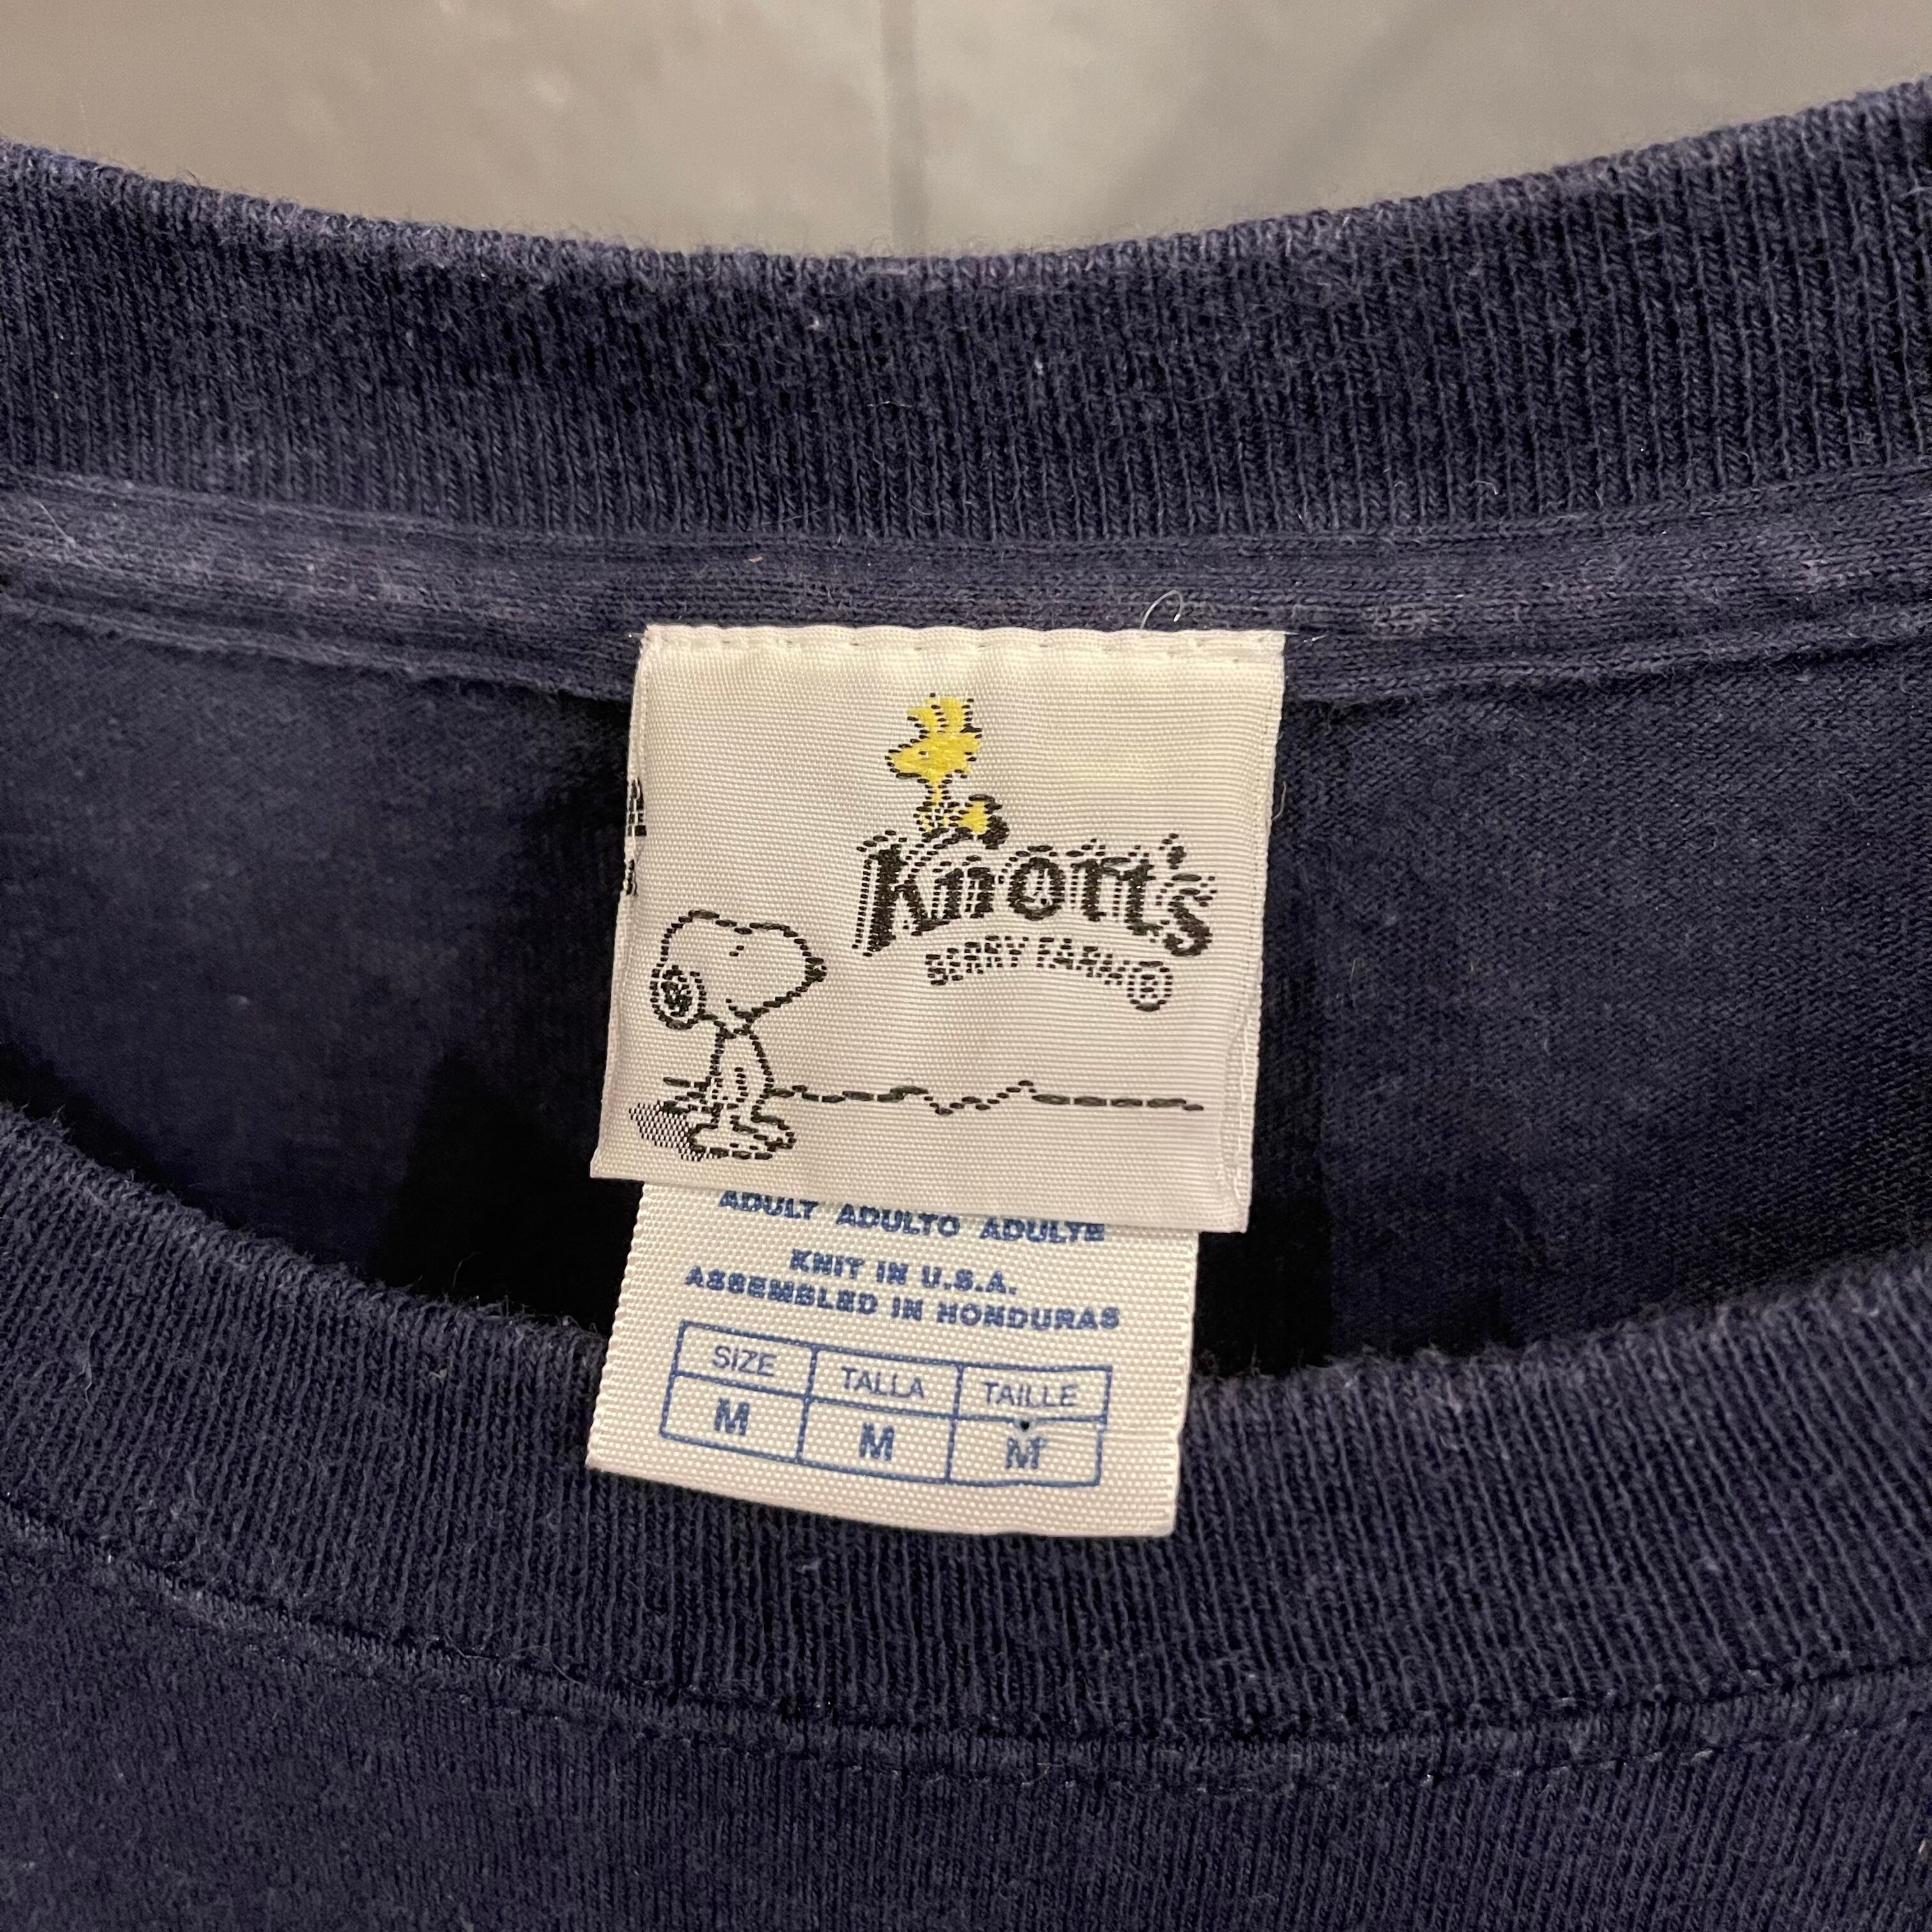 Knott's
BERRY FARM®
ADULT ADULTO ADULTE
KNIT IN U.S.A.
ASSEMBLED IN HONDURAS
SIZE TALLA TAILLE
M M M